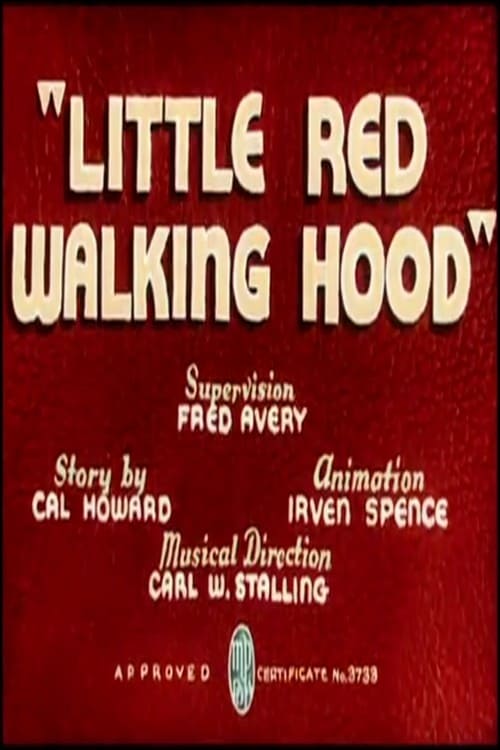 "LITTLE RED
WALKING HOOD"
Supervision
FRED AVERY
Story by
CAL HOWARD
Animation
IRVEN SPENCE
Musical Direction
CARL W. STALLING
APPROVED
CERTIFICATE No. 3733